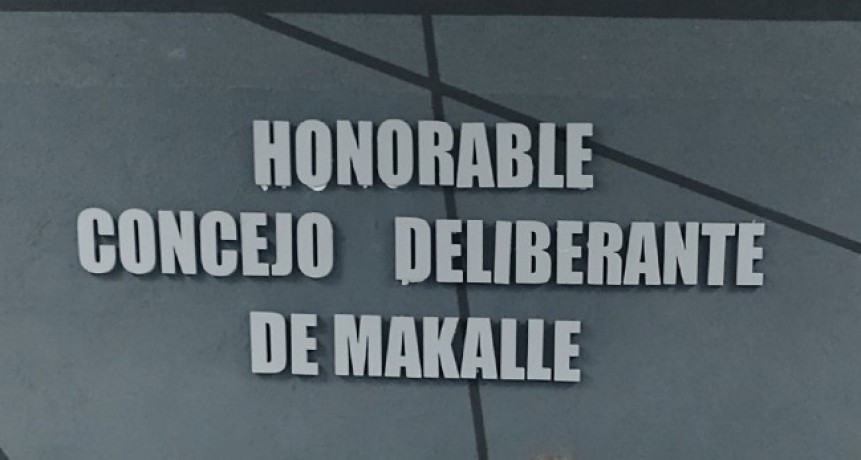 HONORABLE
CONCEJO DELIBERANTE
DE MAKALLE